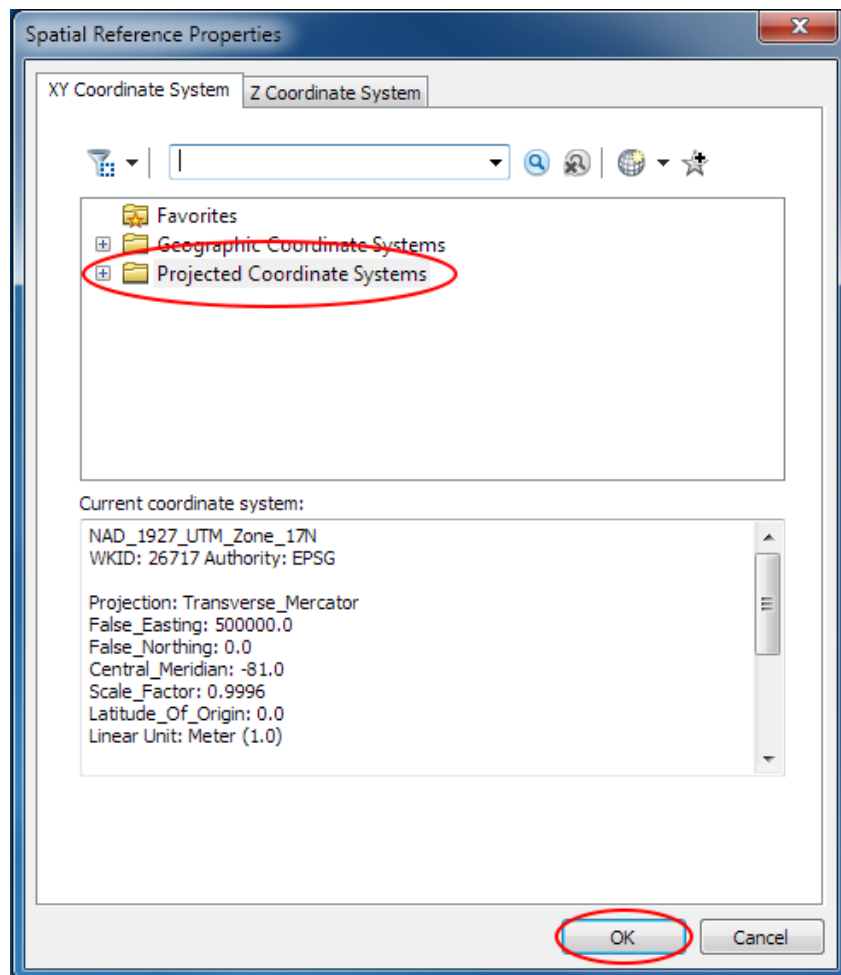 Spatial Reference Properties
XY Coordinate System
Z Coordinate System
Favorites
Geographic Coordinate Systems
Projected Coordinate Systems
Current coordinate system:
NAD_1927_UTM_Zone_17N
WKID: 26717 Authority: EPSG
Projection: Transverse_Mercator
False_Easting: 500000.0
False_Northing: 0.0
Central_Meridian: -81.0
Scale_Factor: 0.9996
Latitude_Of_Origin: 0.0
Linear Unit: Meter (1.0)
OK
Cancel